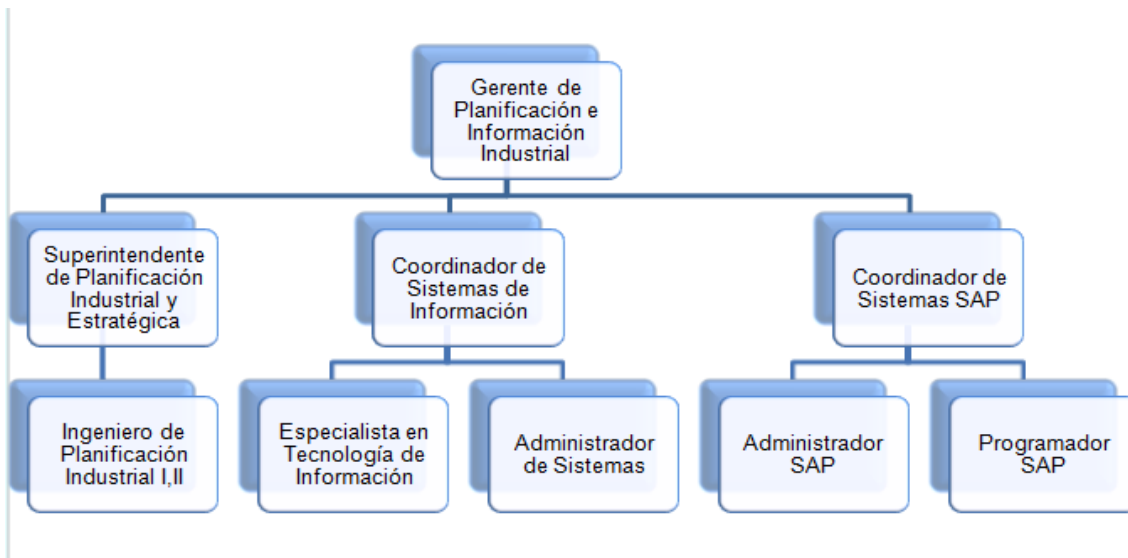 Gerente de
Planificación e
Información
Industrial
Superintendente
de Planificación
Industrial y
Estratégica
Coordinador de
Sistemas de
Información
Coordinador de
Sistemas SAP
Ingeniero de
Planificación
Industrial I,II
Especialista en
Tecnología de
Información
Administrador
de Sistemas
Administrador
SAP
Programador
SAP